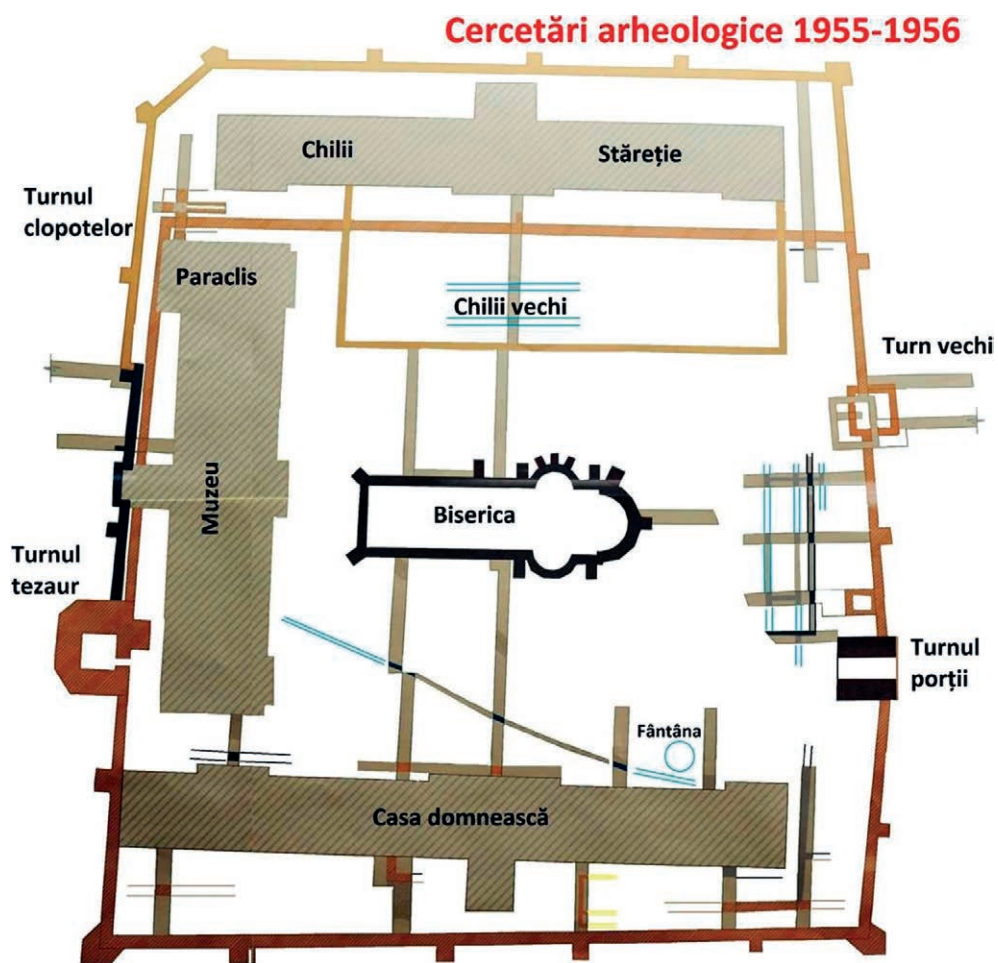 Cercetări arheologice 1955-1956
Chilii
Stăreție
Turnul
clopotelor
Paraclis
Chilii vechi
Turn vechi
Muzeu
Biserica
Turnul
tezaur
Turnul
porții
Fântâna
Casa domnească